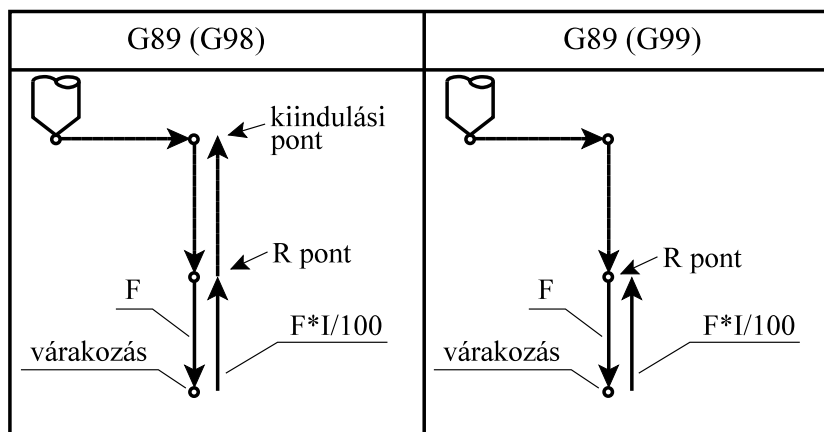 G89 (G98)
kiindulási
pont
R pont
F
F*I/100
várakozás
G89 (G99)
R pont
F
F*I/100
várakozás